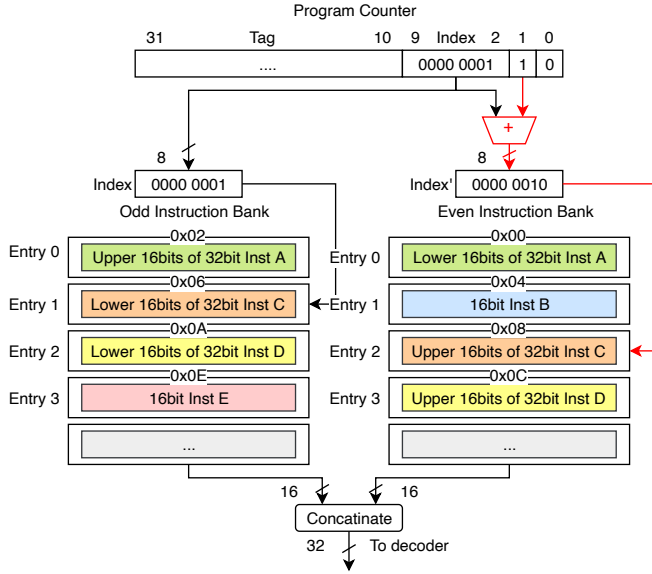 Program Counter
31 Tag 10 9 Index 2 1 0
.... 0000 0001 1 0
+
8 8
Index 0000 0001 Index' 0000 0010
Odd Instruction Bank Even Instruction Bank
0x02 0x00
Entry 0 Upper 16bits of 32bit Inst A Entry 0 Lower 16bits of 32bit Inst A
0x06 0x04
Entry 1 Lower 16bits of 32bit Inst C Entry 1 16bit Inst B
0x0A 0x08
Entry 2 Lower 16bits of 32bit Inst D Entry 2 Upper 16bits of 32bit Inst C
0x0E 0x0C
Entry 3 16bit Inst E Entry 3 Upper 16bits of 32bit Inst D
... ...
16 16
Concatinate
32 To decoder